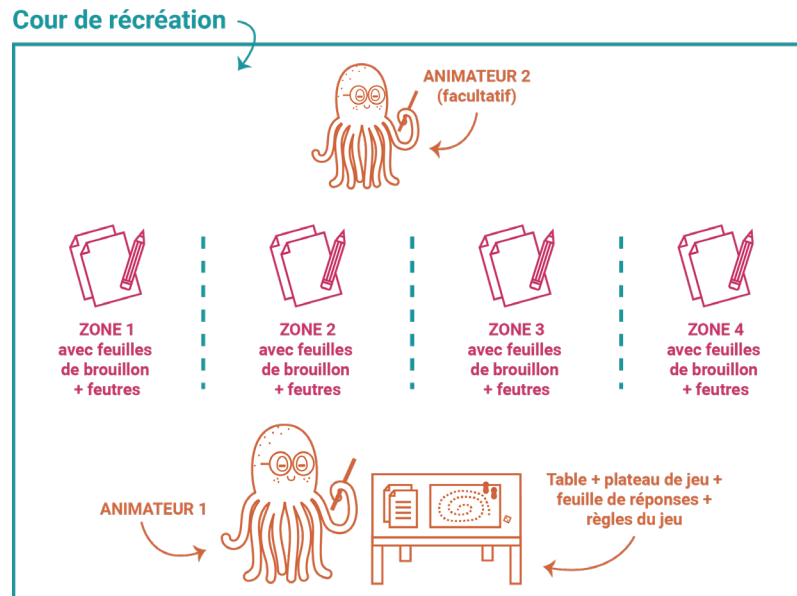 Cour de récréation
ANIMATEUR 2
(facultatif)
ZONE 1
avec feuilles
de brouillon
+ feutres
ZONE 2
avec feuilles
de brouillon
+ feutres
ZONE 3
avec feuilles
de brouillon
+ feutres
ZONE 4
avec feuilles
de brouillon
+ feutres
ANIMATEUR 1
Table + plateau de jeu +
feuille de réponses +
règles du jeu